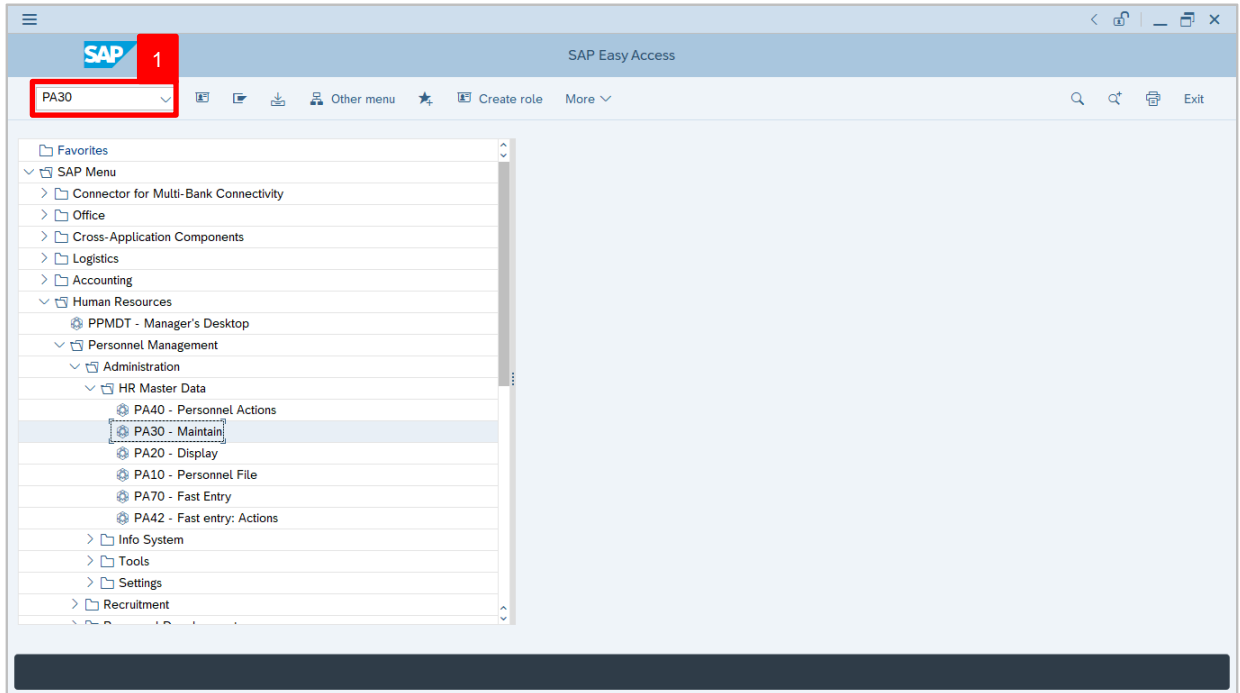 SAP
1
SAP Easy Access
PA30
Other menu
Create role
More
Exit
Favorites
SAP Menu
Connector for Multi-Bank Connectivity
Office
Cross-Application Components
Logistics
Accounting
Human Resources
PPMDT - Manager's Desktop
Personnel Management
Administration
HR Master Data
PA40 - Personnel Actions
PA30 - Maintain
PA20 - Display
PA10 - Personnel File
PA70 - Fast Entry
PA42 - Fast entry: Actions
Info System
Tools
Settings
Recruitment